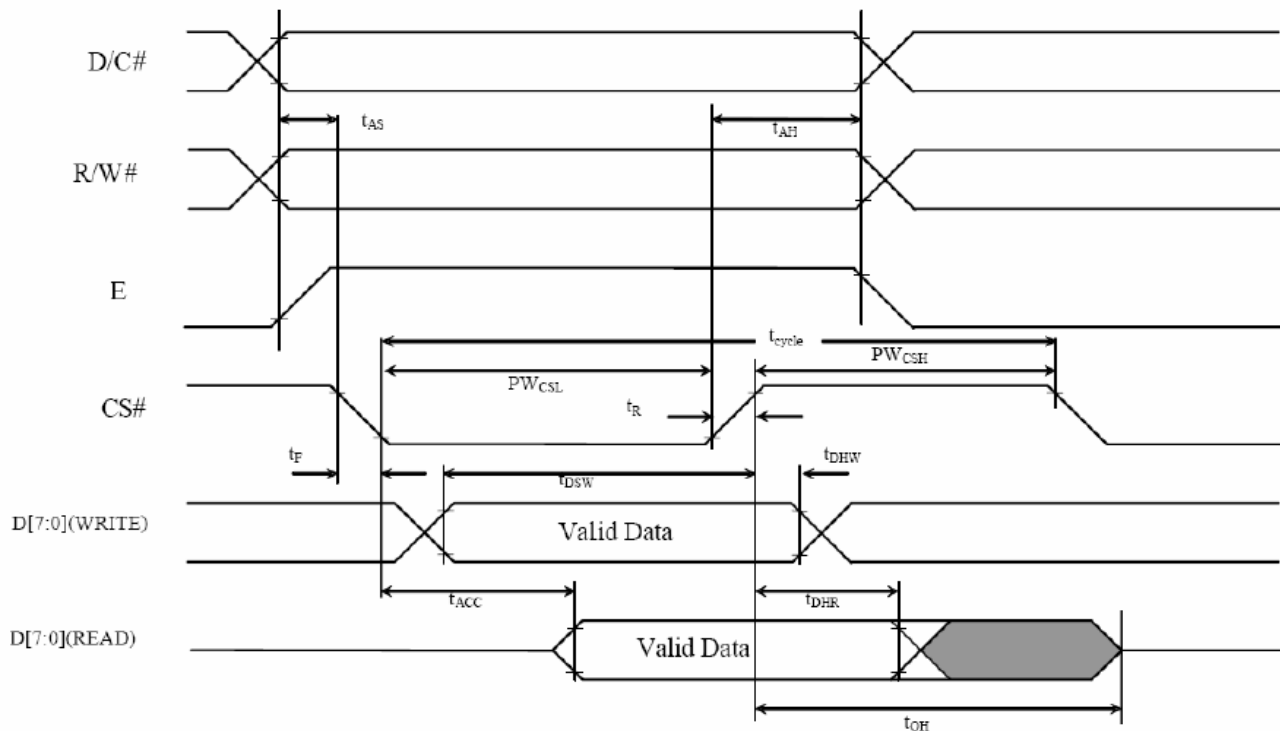 D/C#
tAS
tAH
R/W#
E
tcycle
PWCSL
PWCSH
CS#
tR
tF
tDSW
tDHW
D[7:0](WRITE)
Valid Data
tACC
tDHR
D[7:0](READ)
Valid Data
tOH